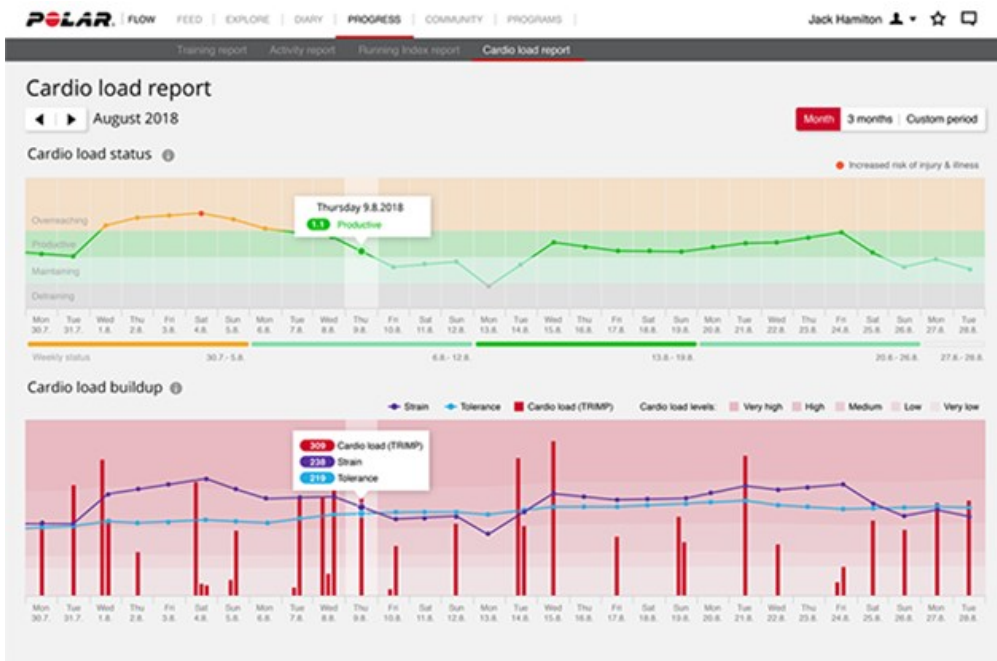 POLAR. FLOW FEED EXPLORE DIARY PROGRESS COMMUNITY PROGRAMS Jack Hamilton
Training report Activity report Running Index report Cardio load report
Cardio load report
August 2018 Month 3 months Custom period
Cardio load status
Increased risk of injury & illness
Thursday 9.8.2018
1.1 Productive
Overreaching
Productive
Maintaining
Detraining
Mon Tue Wed Thu Fri Sat Sun Mon Tue Wed Thu Fri Sat Sun Mon Tue Wed Thu Fri Sat Sun Mon Tue Wed Thu Fri Sat Sun Mon Tue
30.7. 31.7. 1.8. 2.8. 3.8. 4.8. 5.8. 6.8. 7.8. 8.8. 9.8. 10.8. 11.8. 12.8. 13.8. 14.8. 15.8. 16.8. 17.8. 18.8. 19.8. 20.8. 21.8. 22.8. 23.8. 24.8. 25.8. 26.8. 27.8. 28.8.
Weekly status 30.7.- 5.8. 6.8.- 12.8. 13.8.- 19.8. 20.8.- 26.8. 27.8.- 28.8.
Cardio load buildup
Strain Tolerance Cardio load (TRIMP) Cardio load levels: Very high High Medium Low Very low
309 Cardio load (TRIMP)
238 Strain
219 Tolerance
Mon Tue Wed Thu Fri Sat Sun Mon Tue Wed Thu Fri Sat Sun Mon Tue Wed Thu Fri Sat Sun Mon Tue Wed Thu Fri Sat Sun Mon Tue
30.7. 31.7. 1.8. 2.8. 3.8. 4.8. 5.8. 6.8. 7.8. 8.8. 9.8. 10.8. 11.8. 12.8. 13.8. 14.8. 15.8. 16.8. 17.8. 18.8. 19.8. 20.8. 21.8. 22.8. 23.8. 24.8. 25.8. 26.8. 27.8. 28.8.